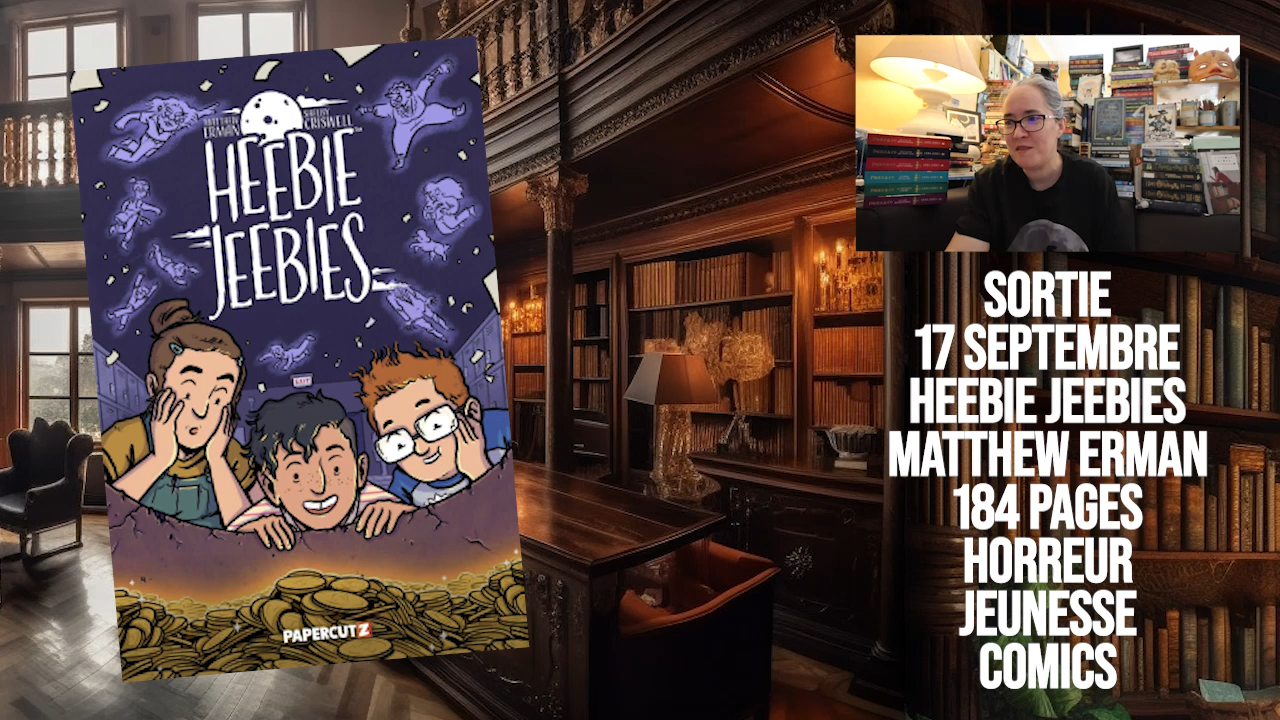 MATTHEW ERMAN
SHELBY CRISWELL
HEEBIE
JEEBIES
EXIT
PAPERCUTZ
SORTIE
17 SEPTEMBRE
HEEBIE JEEBIES
MATTHEW ERMAN
184 PAGES
HORREUR
JEUNESSE
COMICS